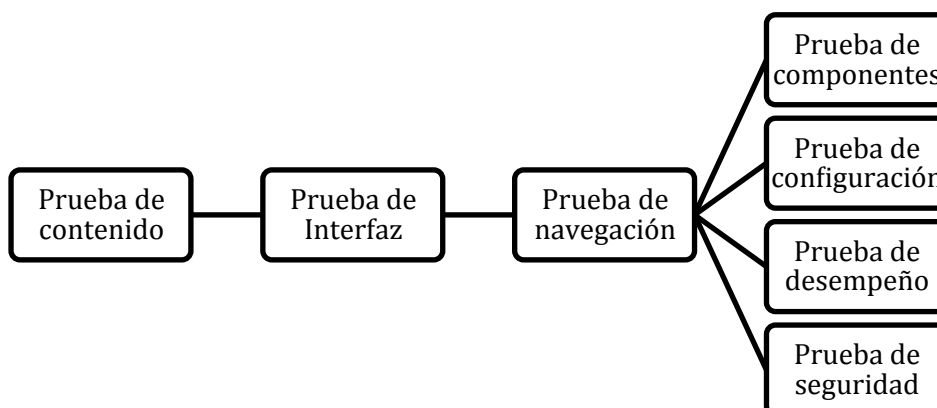 Prueba de
contenido
Prueba de
Interfaz
Prueba de
navegación
Prueba de
componentes
Prueba de
configuración
Prueba de
desempeño
Prueba de
seguridad